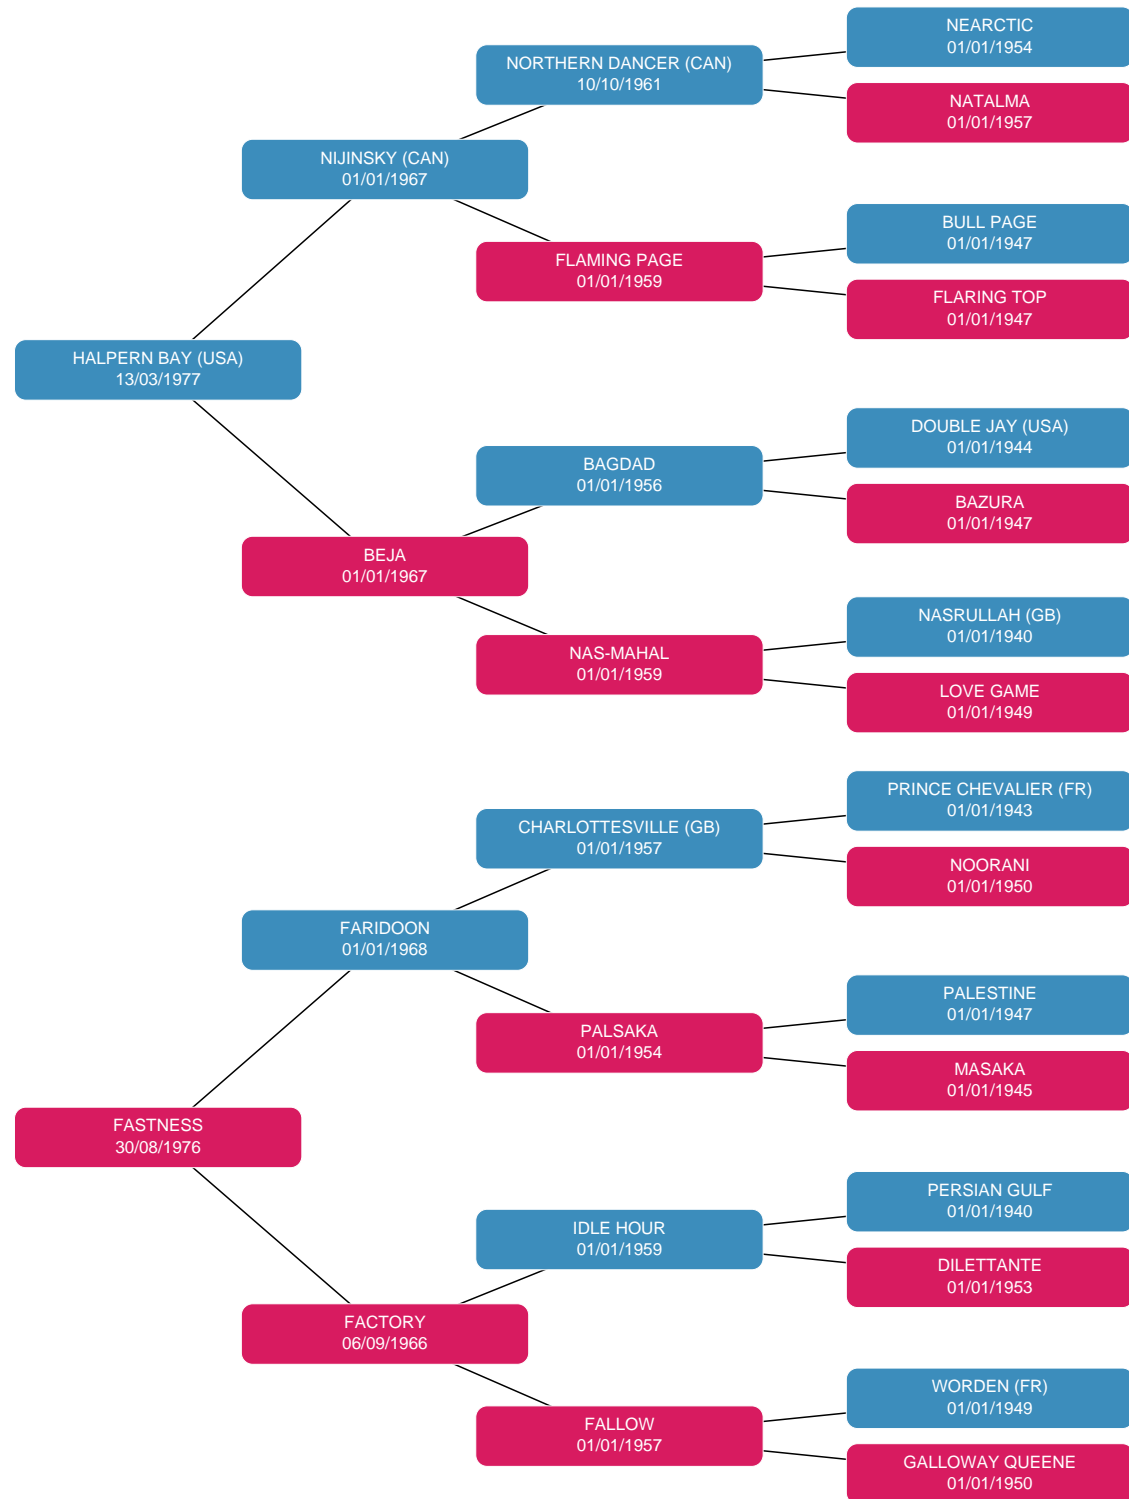 NEARCTIC
01/01/1954
NORTHERN DANCER (CAN)
10/10/1961
NATALMA
01/01/1957
NIJINSKY (CAN)
01/01/1967
BULL PAGE
01/01/1947
FLAMING PAGE
01/01/1959
FLARING TOP
01/01/1947
HALPERN BAY (USA)
13/03/1977
DOUBLE JAY (USA)
01/01/1944
BAGDAD
01/01/1956
BAZURA
01/01/1947
BEJA
01/01/1967
NASRULLAH (GB)
01/01/1940
NAS-MAHAL
01/01/1959
LOVE GAME
01/01/1949
PRINCE CHEVALIER (FR)
01/01/1943
CHARLOTTESVILLE (GB)
01/01/1957
NOORANI
01/01/1950
FARIDOON
01/01/1968
PALESTINE
01/01/1947
PALSAKA
01/01/1954
MASAKA
01/01/1945
FASTNESS
30/08/1976
PERSIAN GULF
01/01/1940
IDLE HOUR
01/01/1959
DILETTANTE
01/01/1953
FACTORY
06/09/1966
WORDEN (FR)
01/01/1949
FALLOW
01/01/1957
GALLOWAY QUEENE
01/01/1950